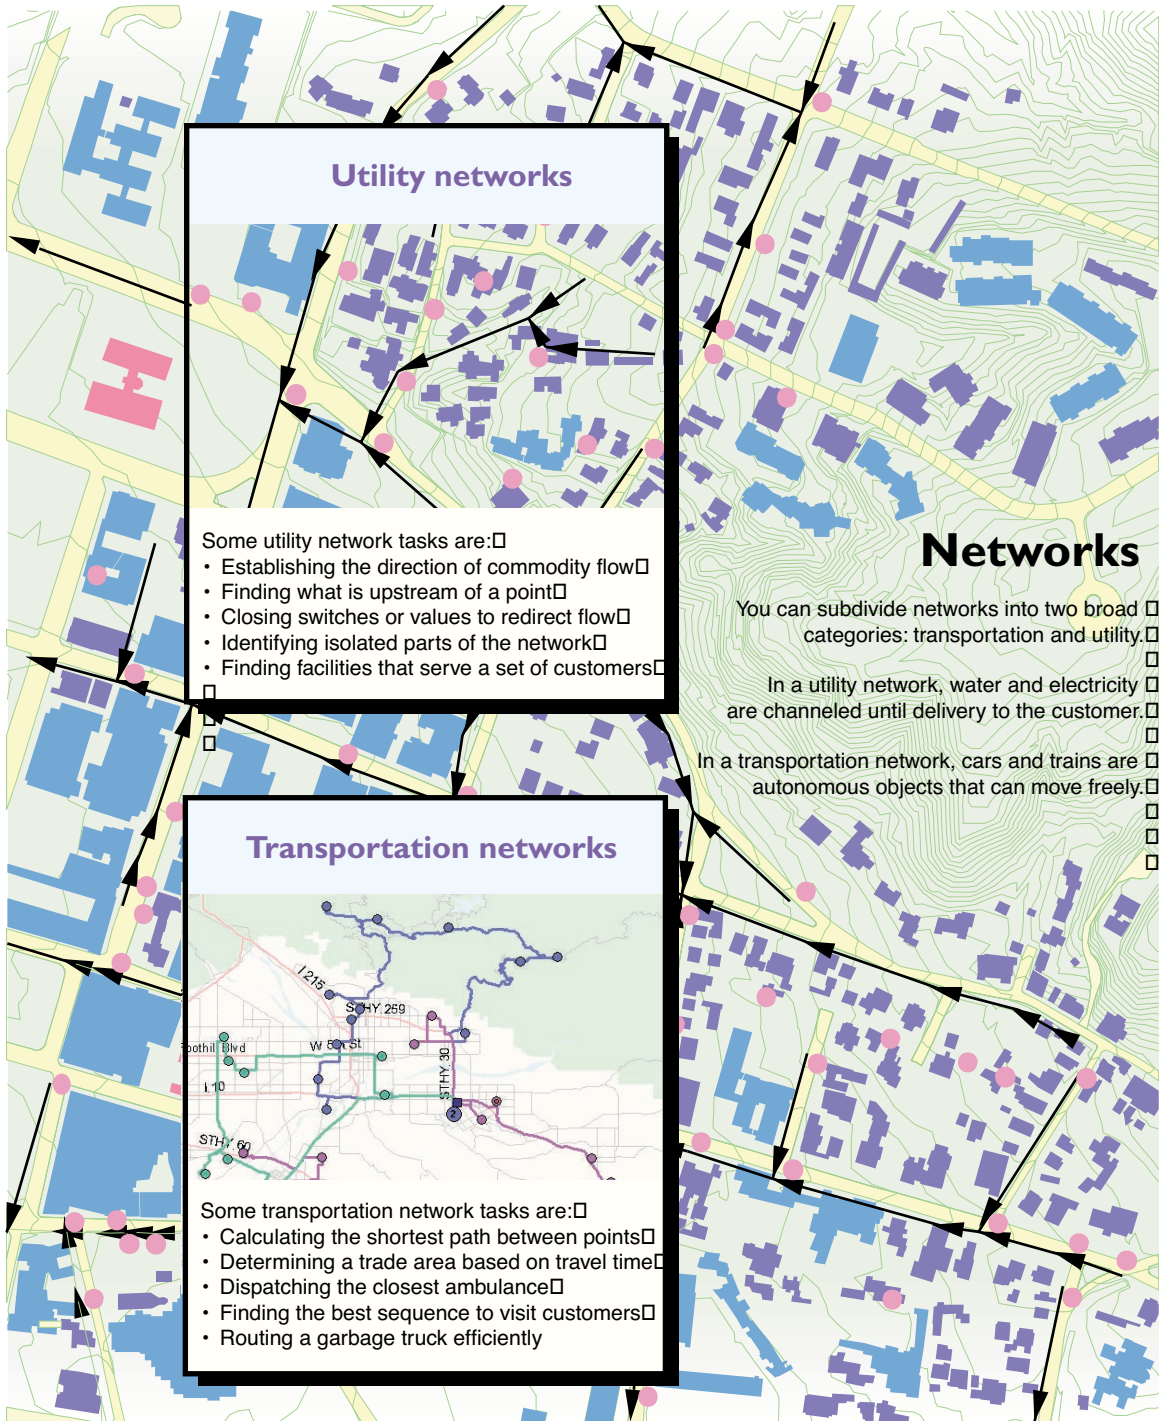 Utility networks
Some utility network tasks are:
• Establishing the direction of commodity flow
• Finding what is upstream of a point
• Closing switches or values to redirect flow
• Identifying isolated parts of the network
• Finding facilities that serve a set of customers
Networks
You can subdivide networks into two broad
categories: transportation and utility.
In a utility network, water and electricity
are channeled until delivery to the customer.
In a transportation network, cars and trains are
autonomous objects that can move freely.
Transportation networks
I 215
STHY 259
W 5th St
oothil Blvd
STHY 30
I 10
2
STHY 60
Some transportation network tasks are:
• Calculating the shortest path between points
• Determining a trade area based on travel time
• Dispatching the closest ambulance
• Finding the best sequence to visit customers
• Routing a garbage truck efficiently